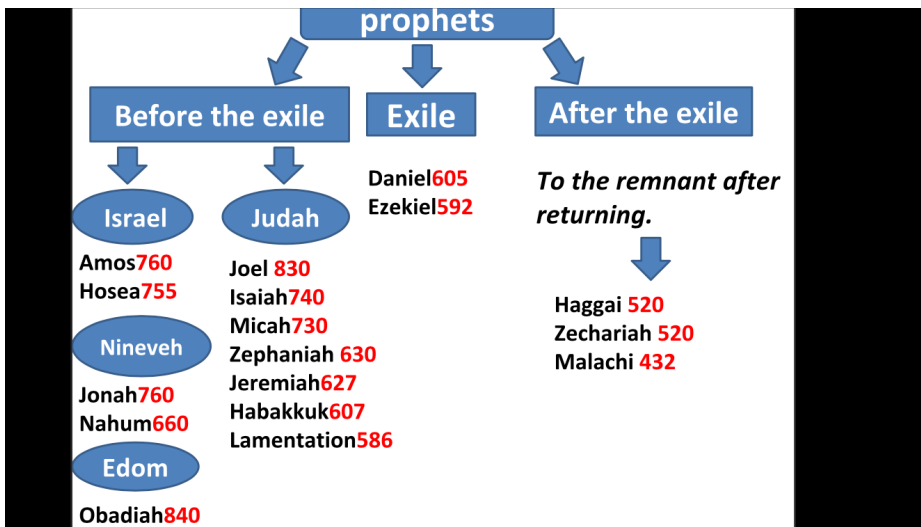 prophets
Before the exile
Exile
After the exile
Israel
Amos760
Hosea755
Nineveh
Jonah760
Nahum660
Edom
Obadiah840
Judah
Joel 830
Isaiah740
Micah730
Zephaniah 630
Jeremiah627
Habakkuk607
Lamentation586
Daniel605
Ezekiel592
To the remnant after
returning.
Haggai 520
Zechariah 520
Malachi 432